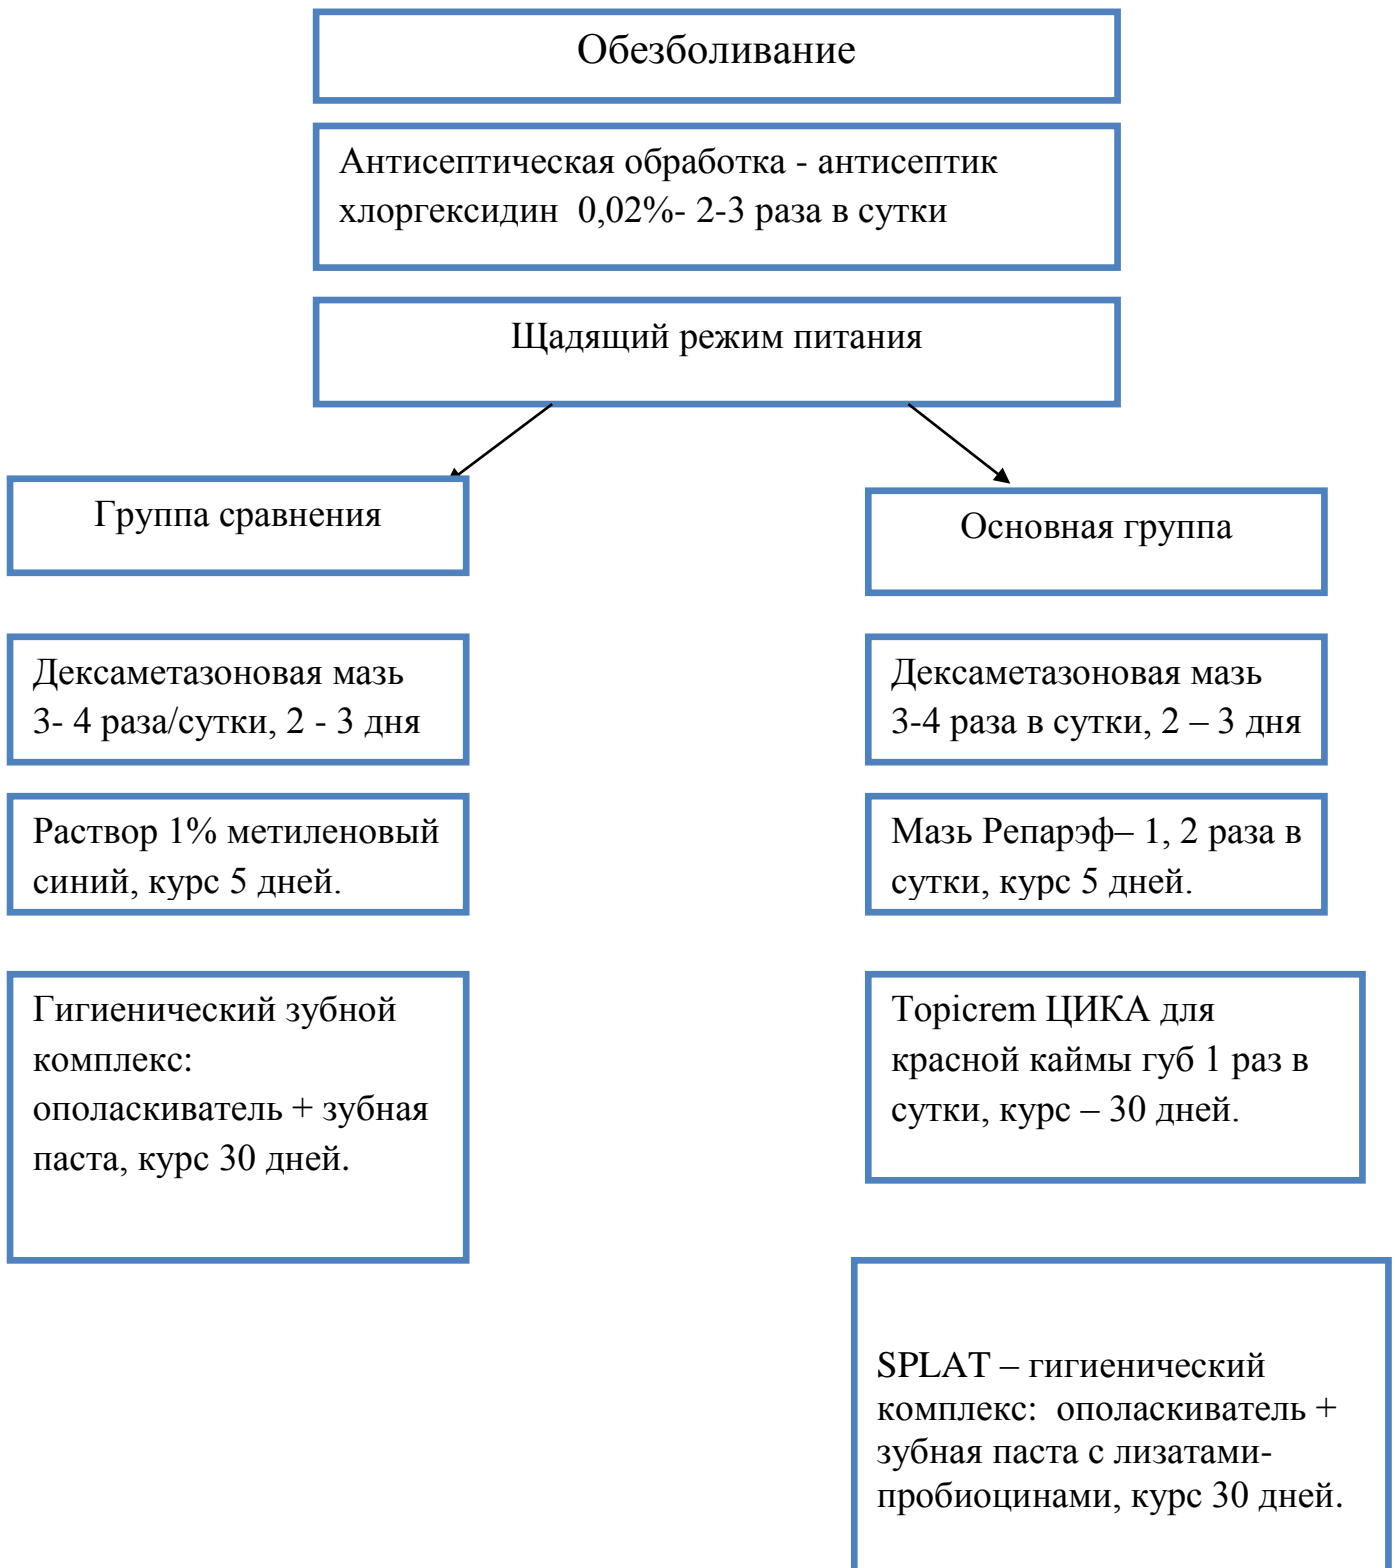 Обезболивание
Антисептическая обработка - антисептик
хлоргексидин 0,02%- 2-3 раза в сутки
Щадящий режим питания
Группа сравнения
Основная группа
Дексаметазоновая мазь
3- 4 раза/сутки, 2 - 3 дня
Дексаметазоновая мазь
3-4 раза в сутки, 2 – 3 дня
Раствор 1% метиленовый
синий, курс 5 дней.
Мазь Репарэф– 1, 2 раза в
сутки, курс 5 дней.
Гигиенический зубной
комплекс:
ополаскиватель + зубная
паста, курс 30 дней.
Topicrem ЦИКА для
красной каймы губ 1 раз в
сутки, курс – 30 дней.
SPLAT – гигиенический
комплекс: ополаскиватель +
зубная паста с лизатами-
пробиоцинами, курс 30 дней.